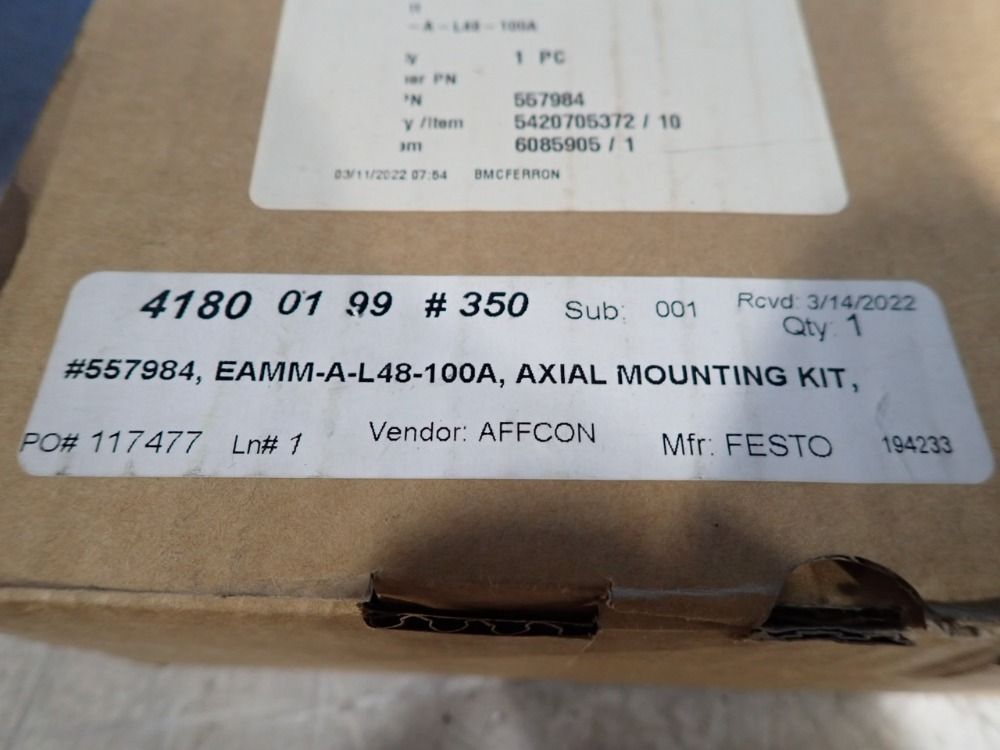 -A-L48-100A
1 PC
er PN
557984
/Item 5420705372 / 10
6085905 / 1
03/11/2022 07:54 BMCFERRON
4180 01 99 # 350 Sub: 001 Rcvd: 3/14/2022
Qty: 1
#557984, EAMM-A-L48-100A, AXIAL MOUNTING KIT,
PO# 117477 Ln# 1 Vendor: AFFCON Mfr: FESTO 194233